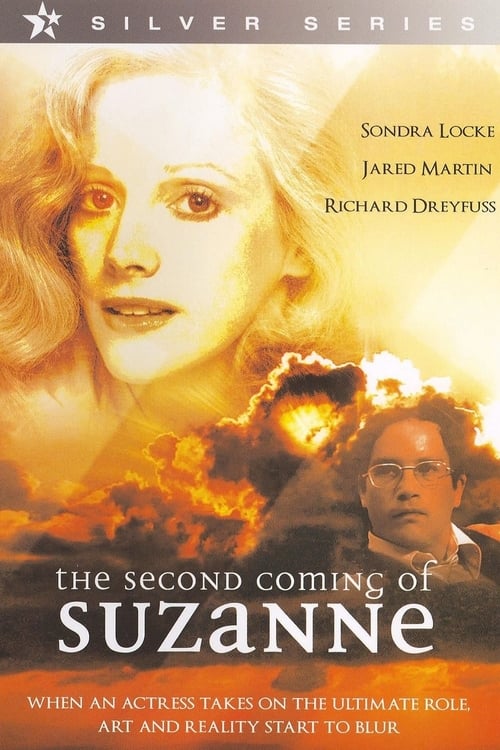 SILVER SERIES
SONDRA LOCKE
JARED MARTIN
RICHARD DREYFUSS
THE SECOND COMING OF
SUZANNE
WHEN AN ACTRESS TAKES ON THE ULTIMATE ROLE,
ART AND REALITY START TO BLUR